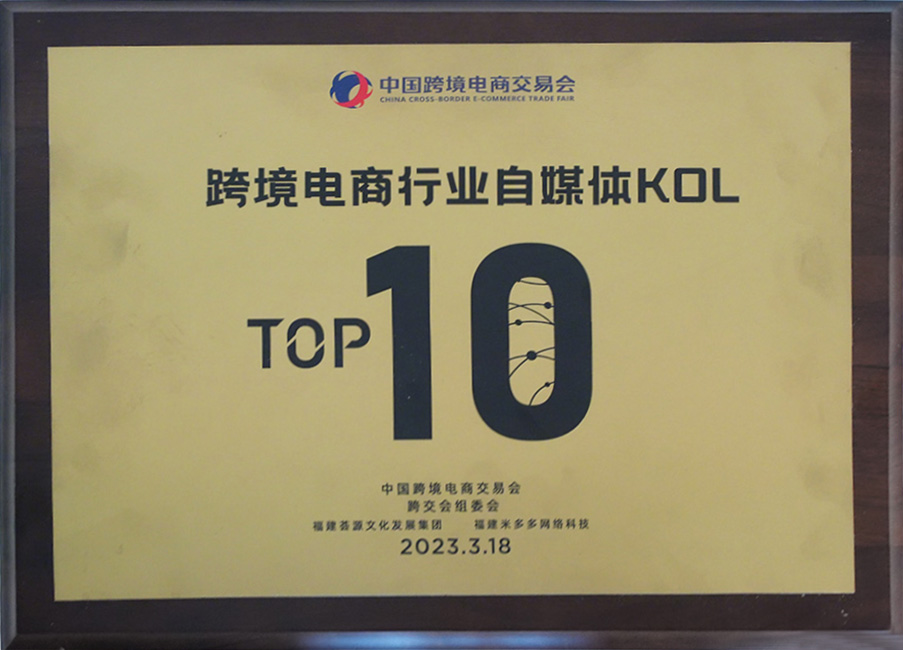 中国跨境电商交易会
CHINA CROSS-BORDER E-COMMERCE TRADE FAIR
跨境电商行业自媒体KOL
TOP10
中国跨境电商交易会
跨交会组委会
福建荟源文化发展集团 福建米多多网络科技
2023.3.18